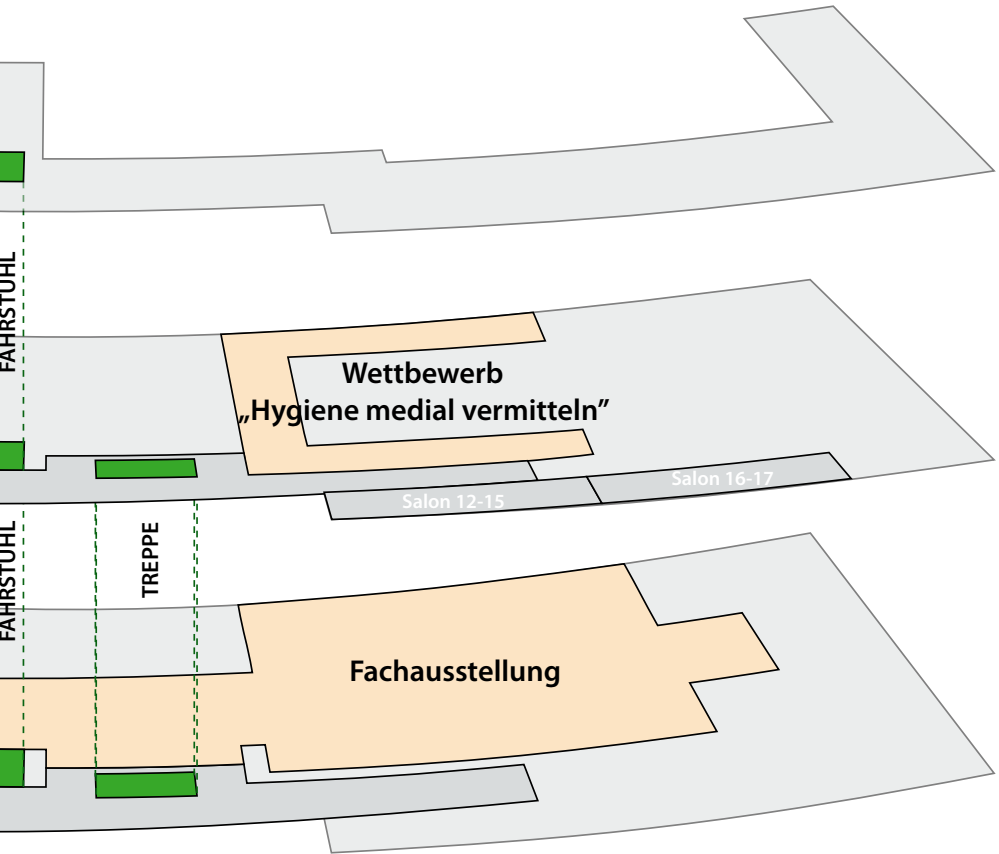 FAHRSTUHL
Wettbewerb
„Hygiene medial vermitteln”
Salon 16-17
Salon 12-15
FAHRSTUHL
TREPPE
Fachausstellung